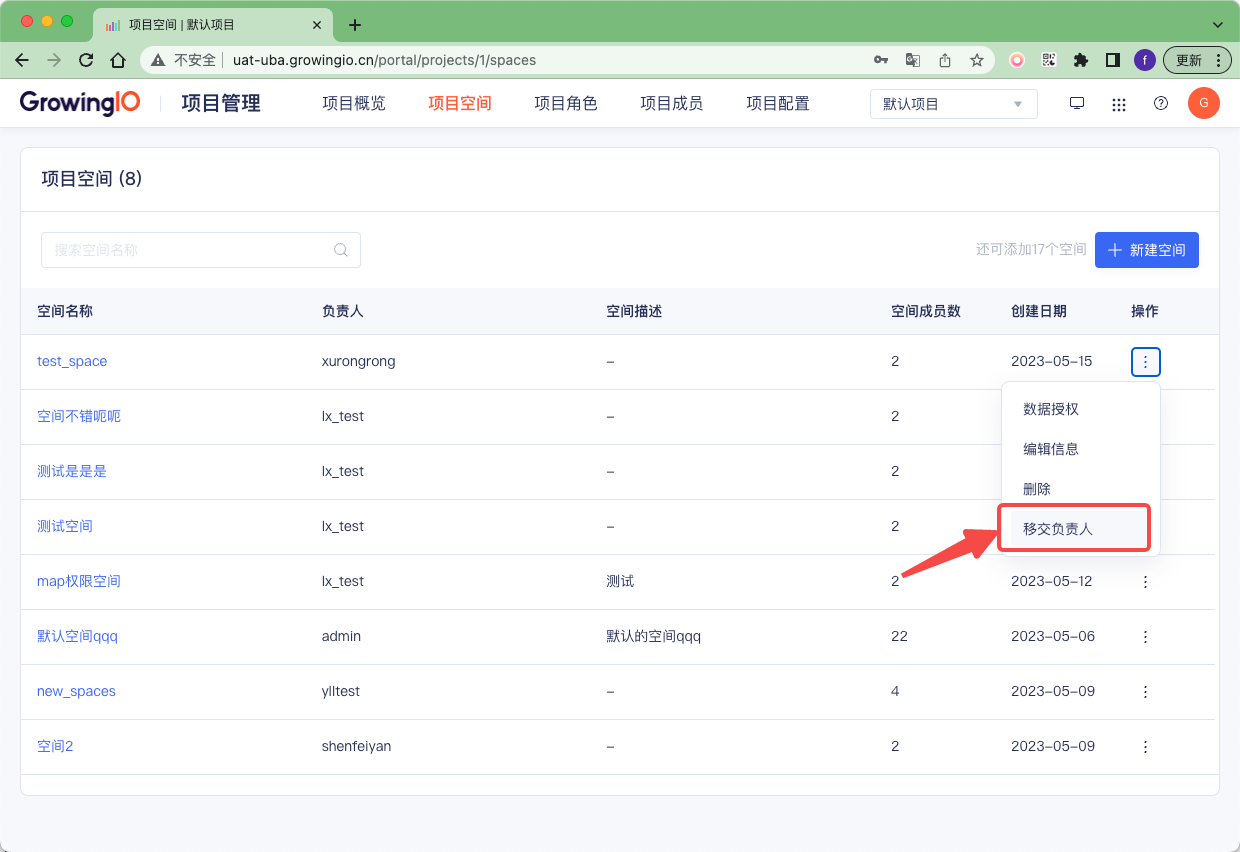 项目空间 | 默认项目
不安全 uat-uba.growingio.cn/portal/projects/1/spaces f 更新
GrowingIO 项目管理 项目概览 项目空间 项目角色 项目成员 项目配置 默认项目 G
项目空间 (8)
搜索空间名称 还可添加17个空间 新建空间
空间名称 负责人 空间描述 空间成员数 创建日期 操作
test_space xurongrong – 2 2023-05-15
空间不错呃呃 lx_test – 2
测试是是是 lx_test – 2
测试空间 lx_test – 2
数据授权
编辑信息
删除
移交负责人
map权限空间 lx_test 测试 2 2023-05-12
默认空间qqq admin 默认的空间qqq 22 2023-05-06
new_spaces ylltest – 4 2023-05-09
空间2 shenfeiyan – 2 2023-05-09